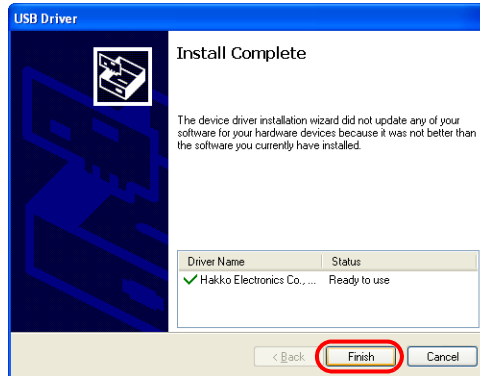 USB Driver
Install Complete
The device driver installation wizard did not update any of your
software for your hardware devices because it was not better than
the software you currently have installed.
Driver Name Status
Hakko Electronics Co., ... Ready to use
< Back Finish Cancel